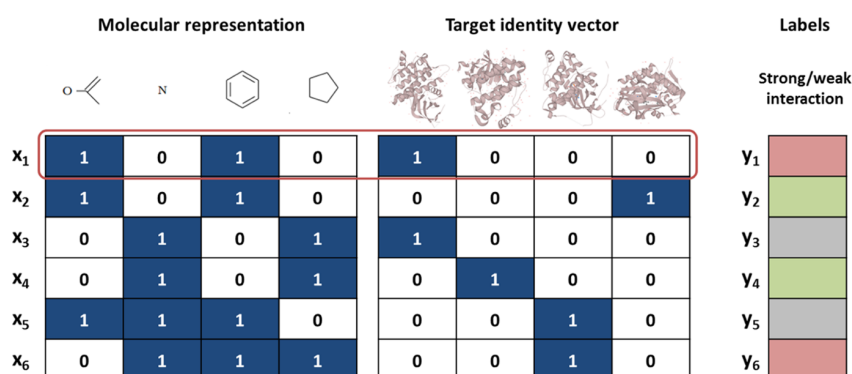 Molecular representation Target identity vector Labels
O N
Strong/weak
interaction
x1 1 0 1 0 1 0 0 0 y1
x2 1 0 1 0 0 0 0 1 y2
x3 0 1 0 1 1 0 0 0 y3
x4 0 1 0 1 0 1 0 0 y4
x5 1 1 1 0 0 0 1 0 y5
x6 0 1 1 1 0 0 1 0 y6